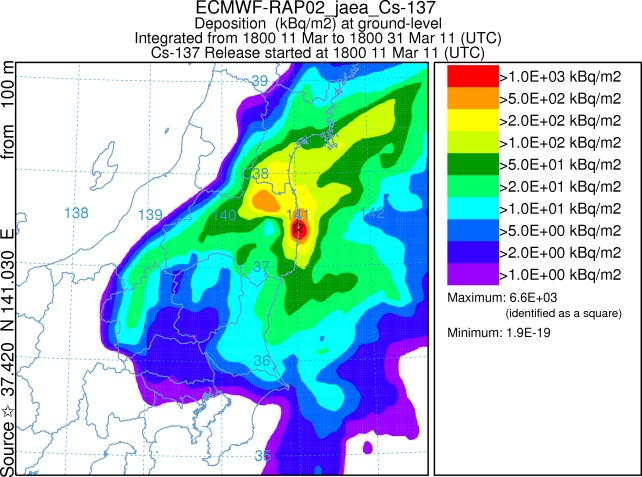 ECMWF-RAP02_jaea_Cs-137
Deposition (kBq/m2) at ground-level
Integrated from 1800 11 Mar to 1800 31 Mar 11 (UTC)
Cs-137 Release started at 1800 11 Mar 11 (UTC)
Source ☆ 37.420 N 141.030 E from 100 m
39
38
138
139
140
141
142
37
36
35
>1.0E+03 kBq/m2
>5.0E+02 kBq/m2
>2.0E+02 kBq/m2
>1.0E+02 kBq/m2
>5.0E+01 kBq/m2
>2.0E+01 kBq/m2
>1.0E+01 kBq/m2
>5.0E+00 kBq/m2
>2.0E+00 kBq/m2
>1.0E+00 kBq/m2
Maximum: 6.6E+03
(identified as a square)
Minimum: 1.9E-19